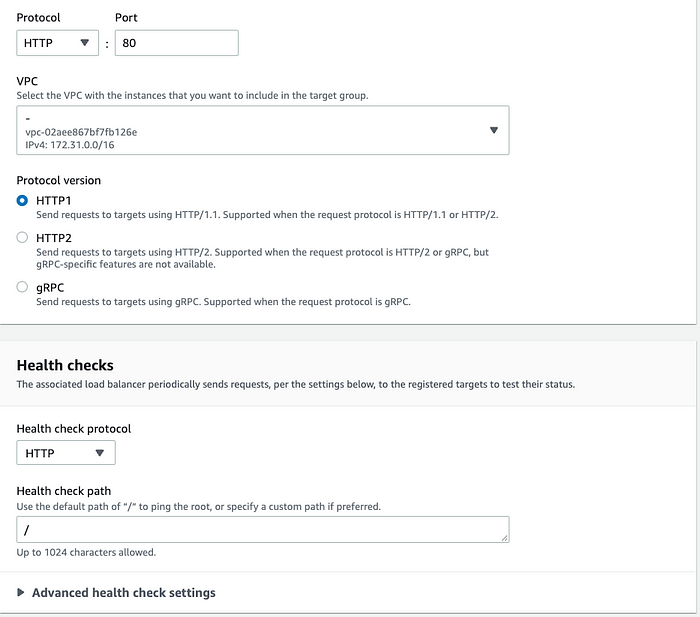 Protocol Port
HTTP : 80
VPC
Select the VPC with the instances that you want to include in the target group.
-
vpc-02aee867bf7fb126e
IPv4: 172.31.0.0/16
Protocol version
HTTP1
Send requests to targets using HTTP/1.1. Supported when the request protocol is HTTP/1.1 or HTTP/2.
HTTP2
Send requests to targets using HTTP/2. Supported when the request protocol is HTTP/2 or gRPC, but
gRPC-specific features are not available.
gRPC
Send requests to targets using gRPC. Supported when the request protocol is gRPC.
Health checks
The associated load balancer periodically sends requests, per the settings below, to the registered targets to test their status.
Health check protocol
HTTP
Health check path
Use the default path of "/" to ping the root, or specify a custom path if preferred.
/
Up to 1024 characters allowed.
Advanced health check settings